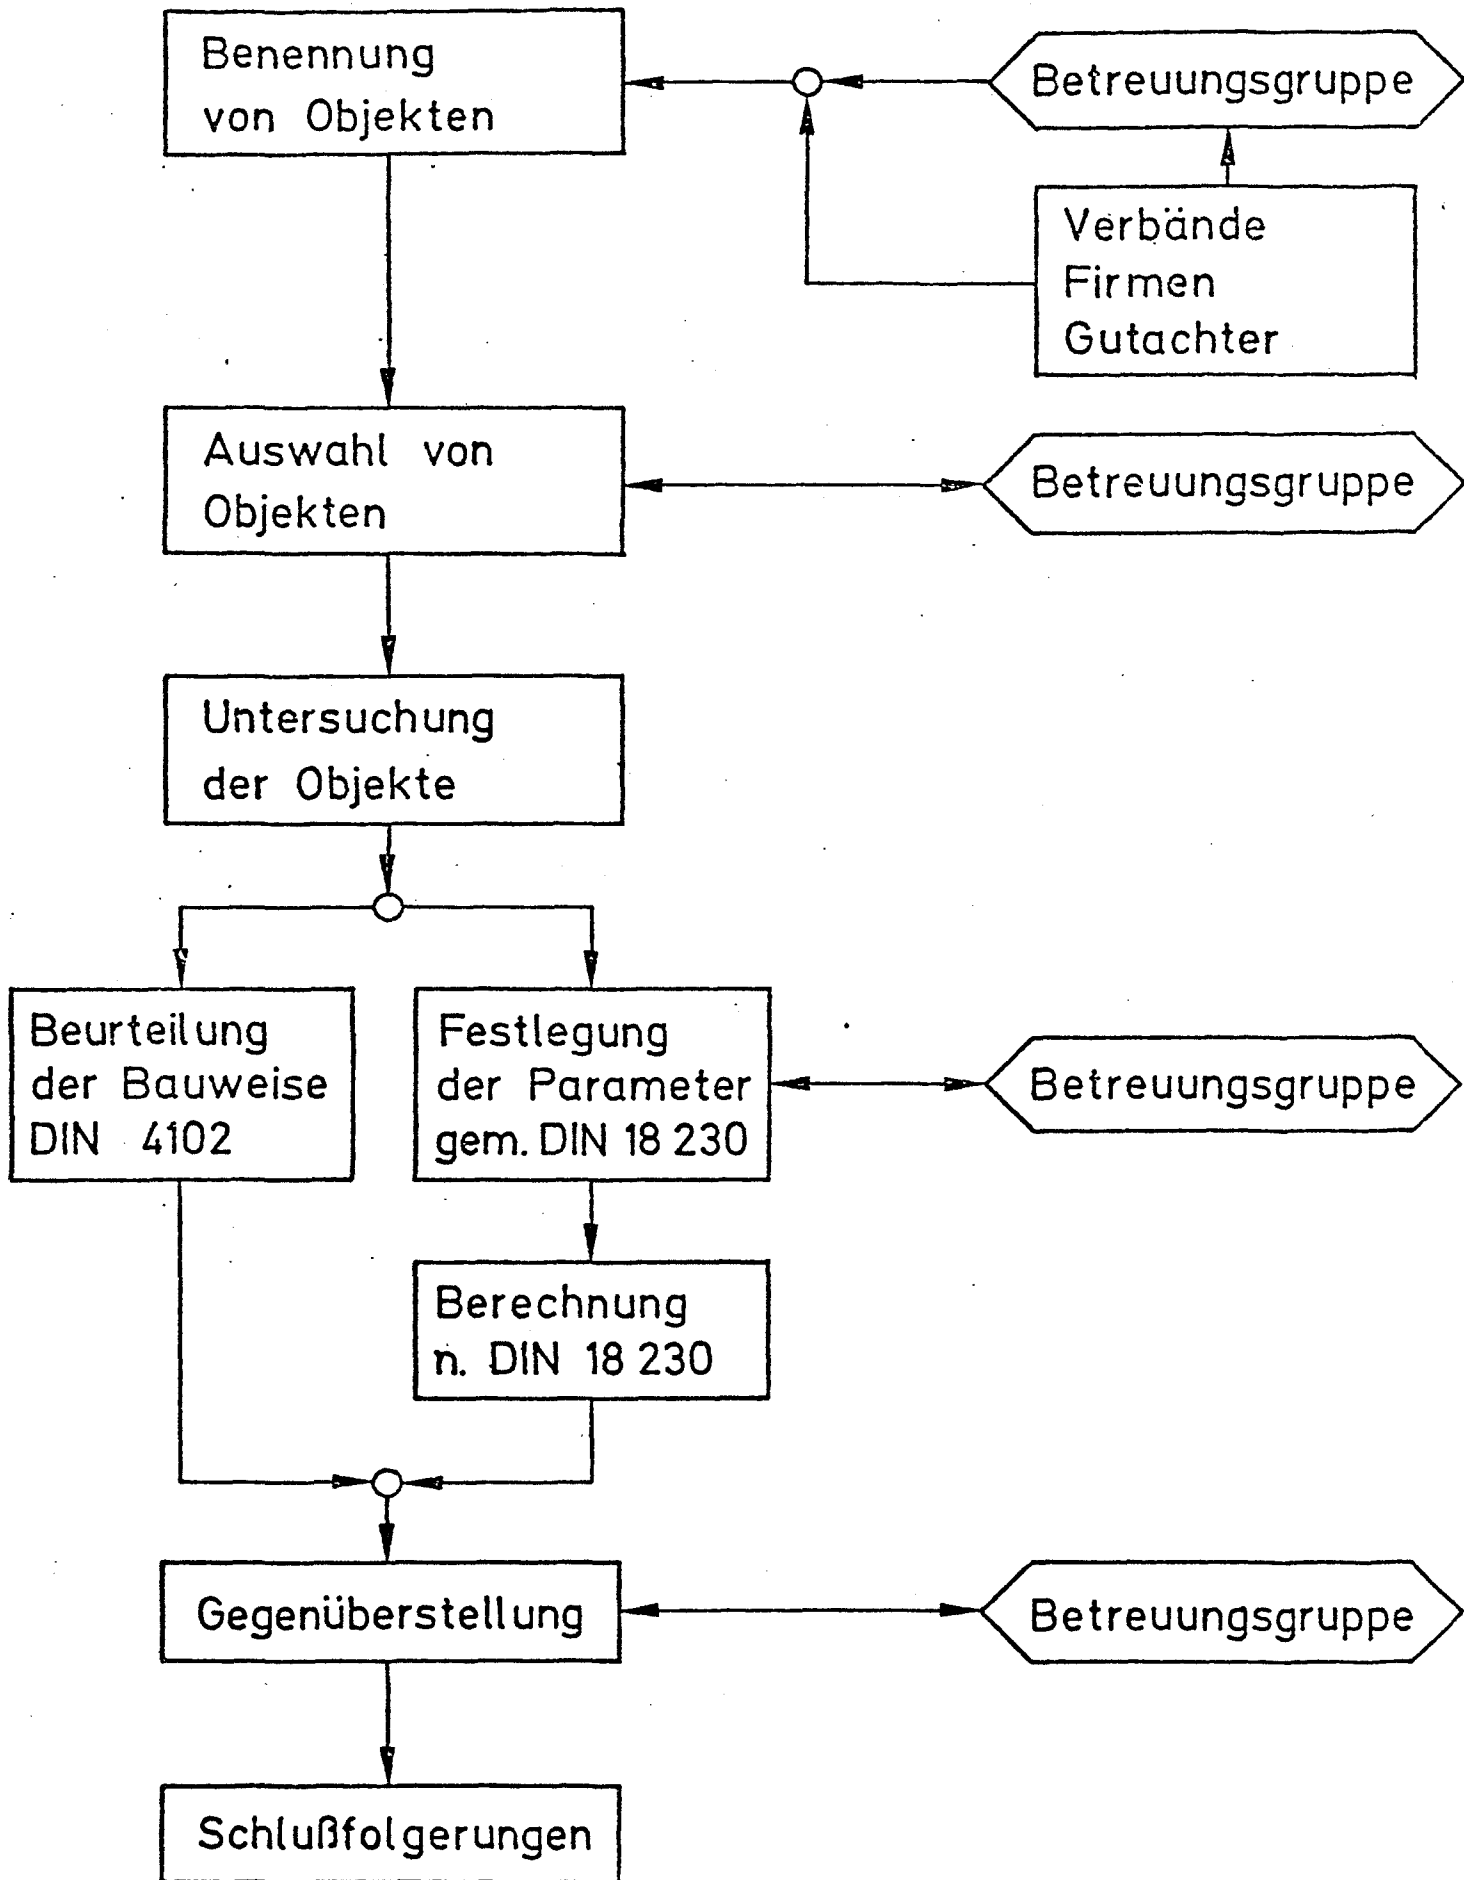 Benennung
von Objekten
Betreuungsgruppe
Verbände
Firmen
Gutachter
Auswahl von
Objekten
Betreuungsgruppe
Untersuchung
der Objekte
Beurteilung
der Bauweise
DIN 4102
Festlegung
der Parameter
gem. DIN 18 230
Betreuungsgruppe
Berechnung
n. DIN 18 230
Gegenüberstellung
Betreuungsgruppe
Schlußfolgerungen